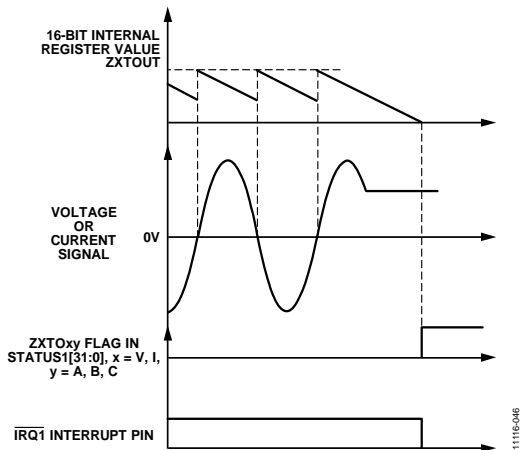 16-BIT INTERNAL
REGISTER VALUE
ZXTOUT
VOLTAGE
OR
CURRENT
SIGNAL
0V
ZXTOxy FLAG IN
STATUS1[31:0], x = V, I,
y = A, B, C
IRQ1 INTERRUPT PIN
11116-046